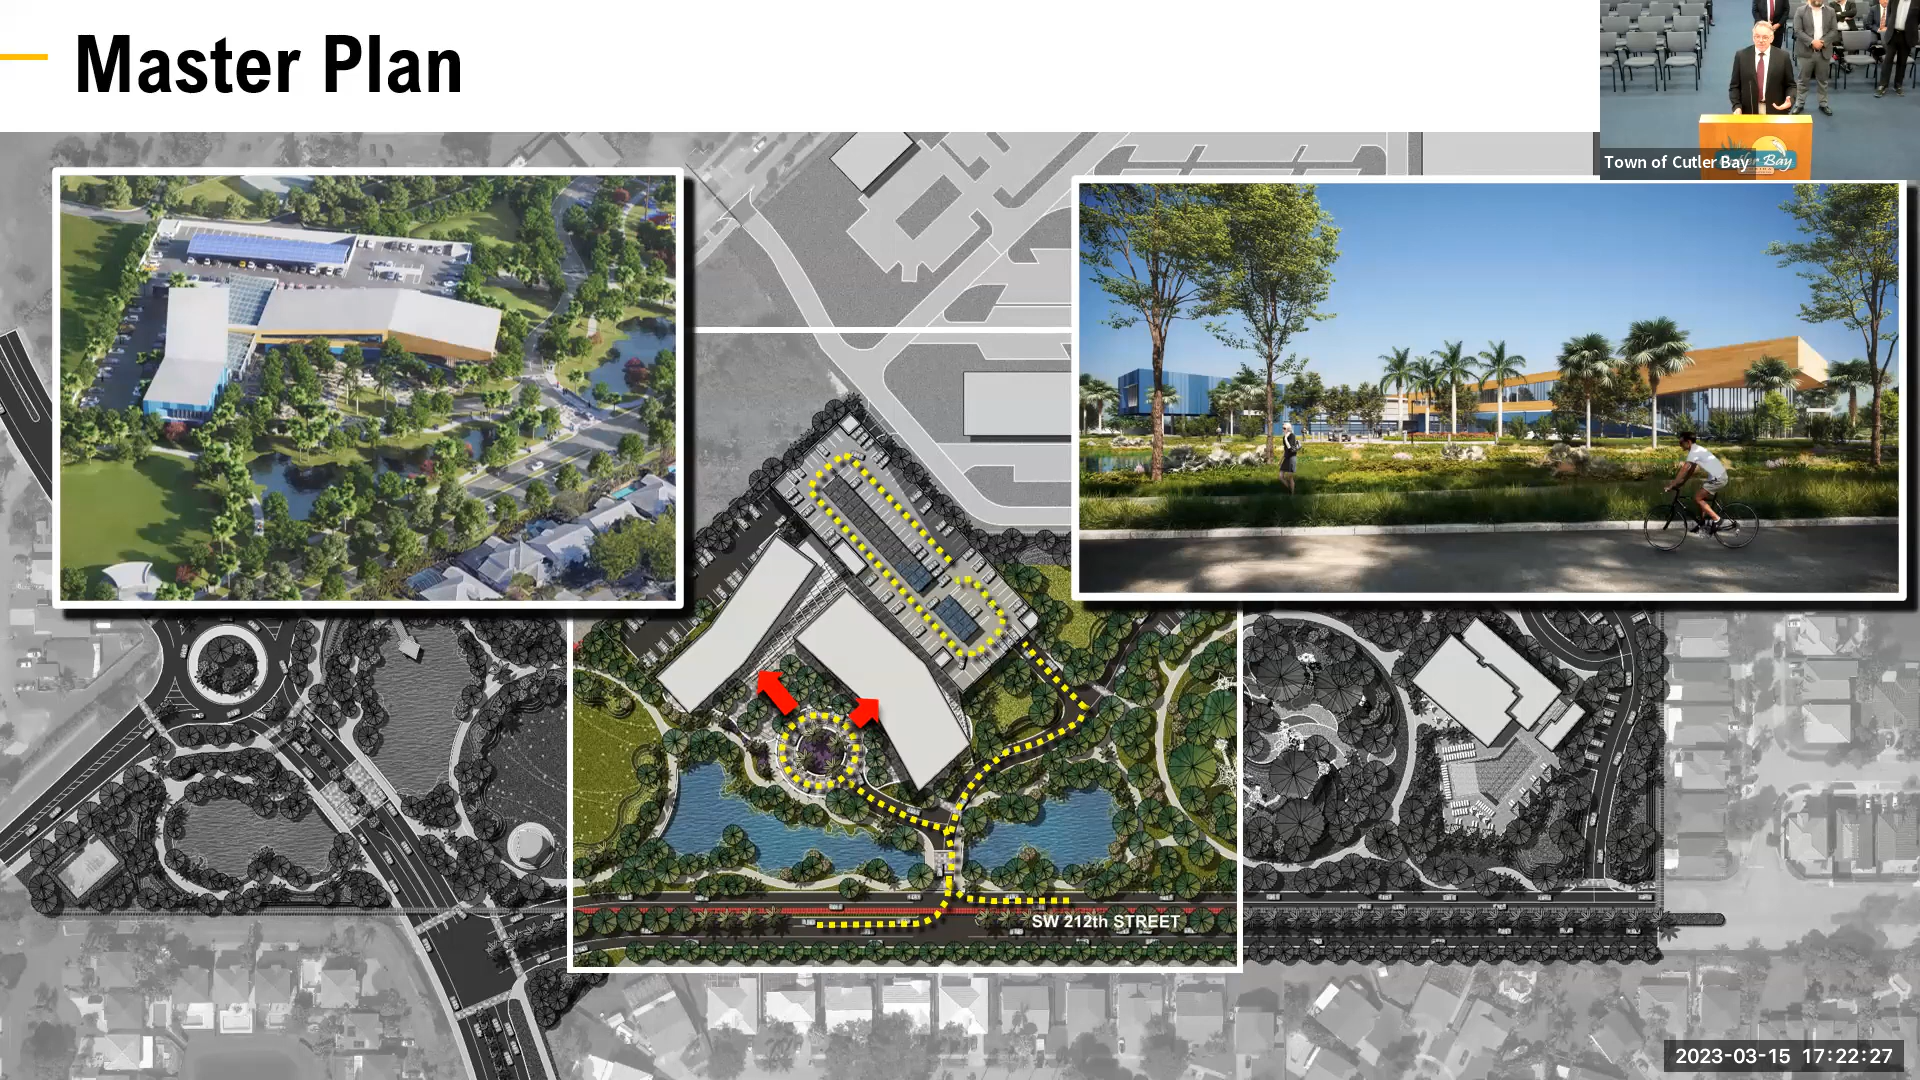 Master Plan
Town of Cutler Bay
SW 212th STREET
2023-03-15 17:22:27